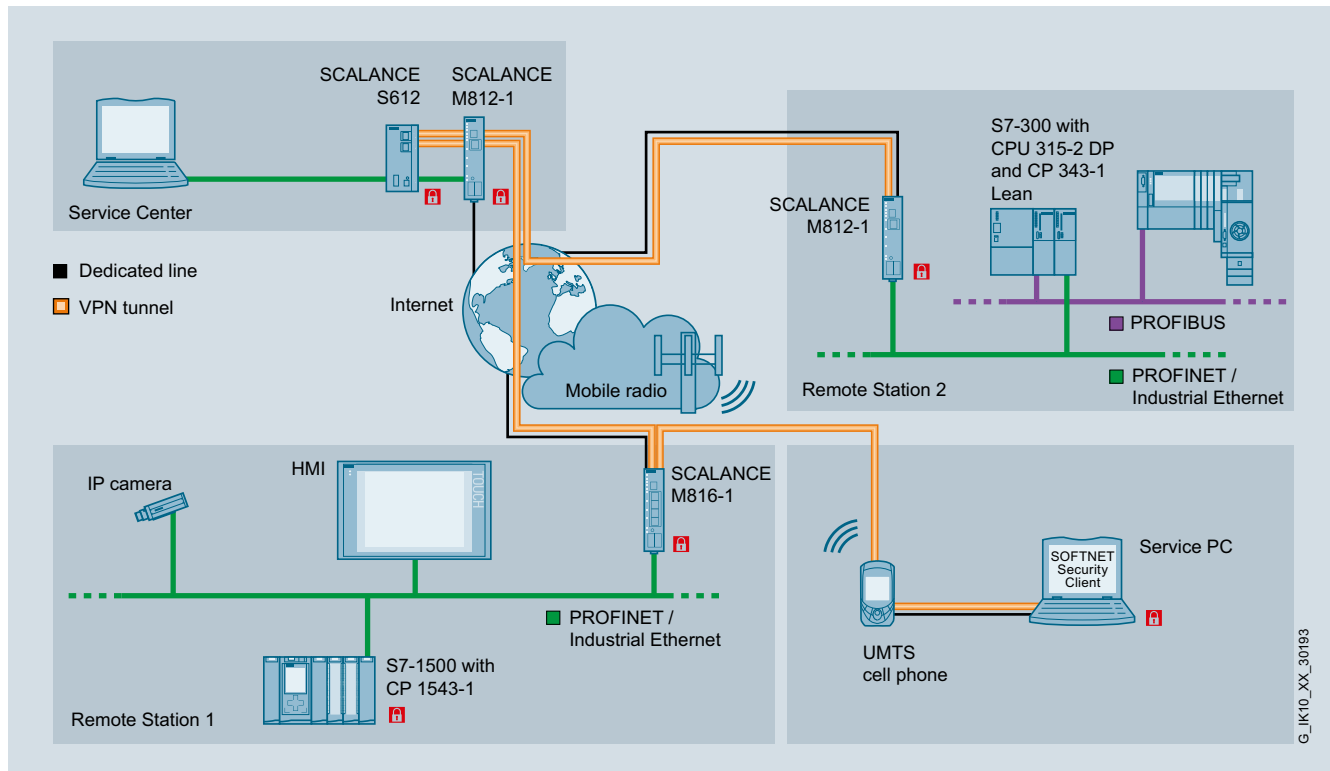 SCALANCE
S612
SCALANCE
M812-1
Service Center
Dedicated line
VPN tunnel
Internet
Mobile radio
SCALANCE
M812-1
S7-300 with
CPU 315-2 DP
and CP 343-1
Lean
PROFIBUS
PROFINET /
Industrial Ethernet
Remote Station 2
IP camera
HMI
TOUCH
SCALANCE
M816-1
PROFINET /
Industrial Ethernet
S7-1500 with
CP 1543-1
Remote Station 1
SOFTNET
Security
Client
Service PC
UMTS
cell phone
G_IK10_XX_30193